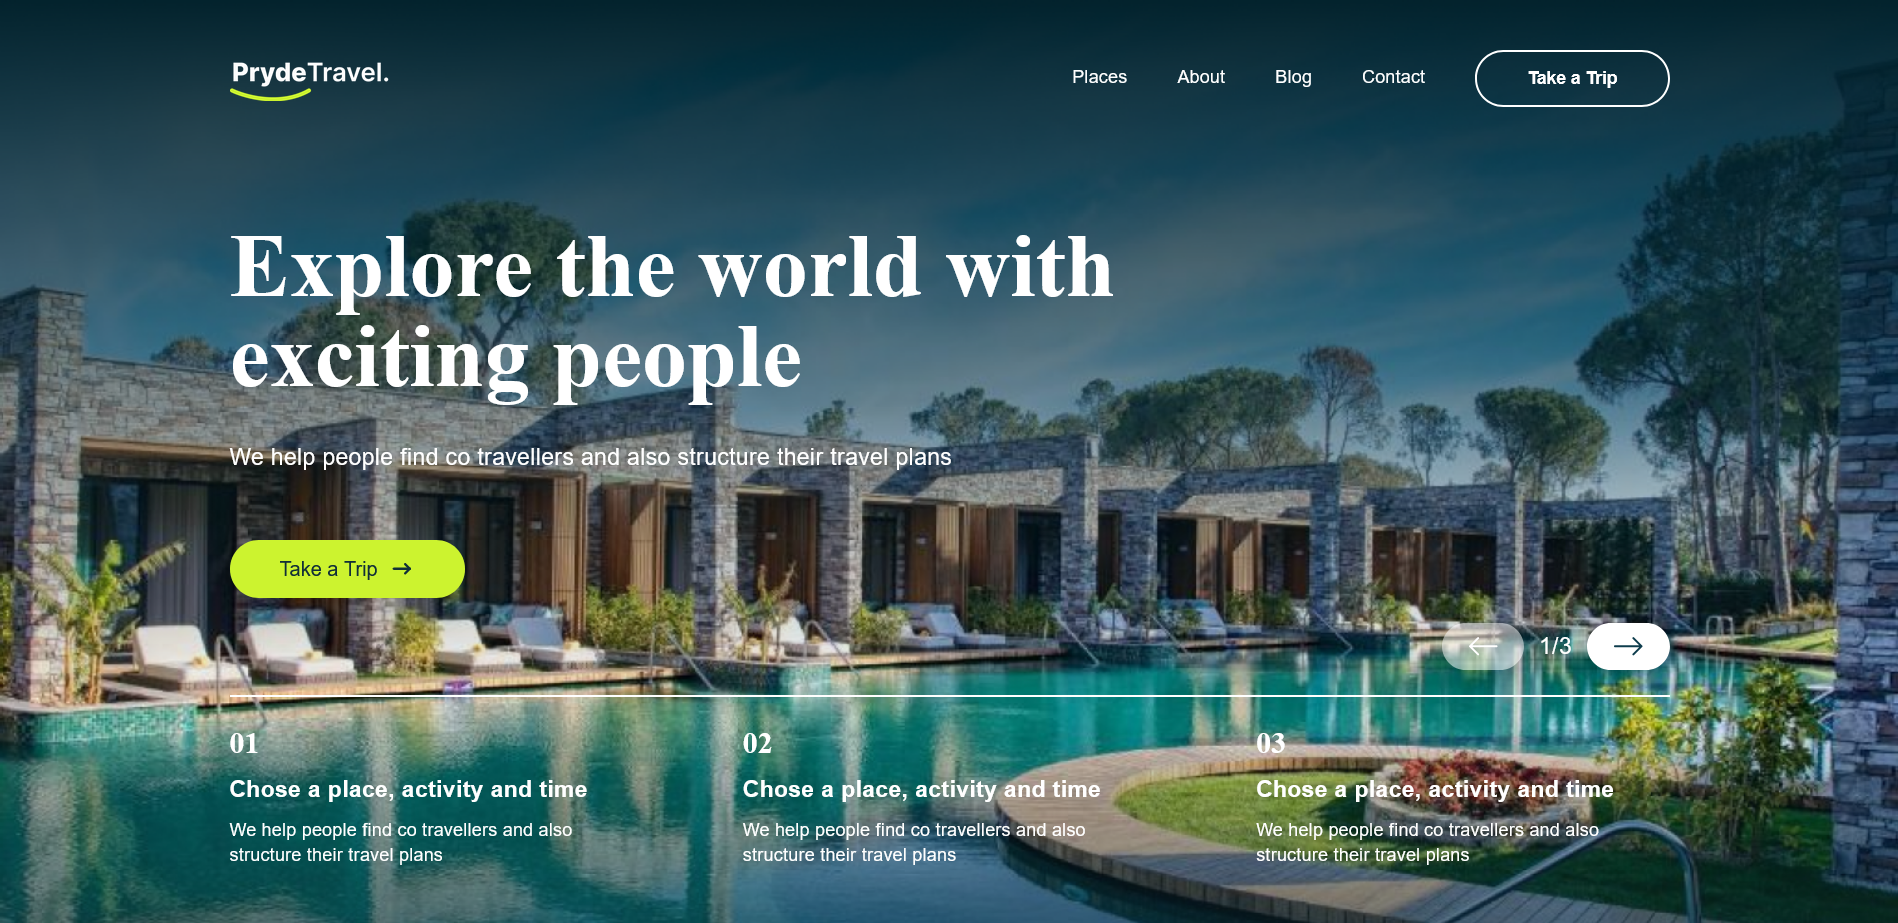 PrydeTravel.
Places
About
Blog
Contact
Take a Trip
Explore the world with
exciting people
We help people find co travellers and also structure their travel plans
Take a Trip
1/3
01
Chose a place, activity and time
We help people find co travellers and also
structure their travel plans
02
Chose a place, activity and time
We help people find co travellers and also
structure their travel plans
03
Chose a place, activity and time
We help people find co travellers and also
structure their travel plans